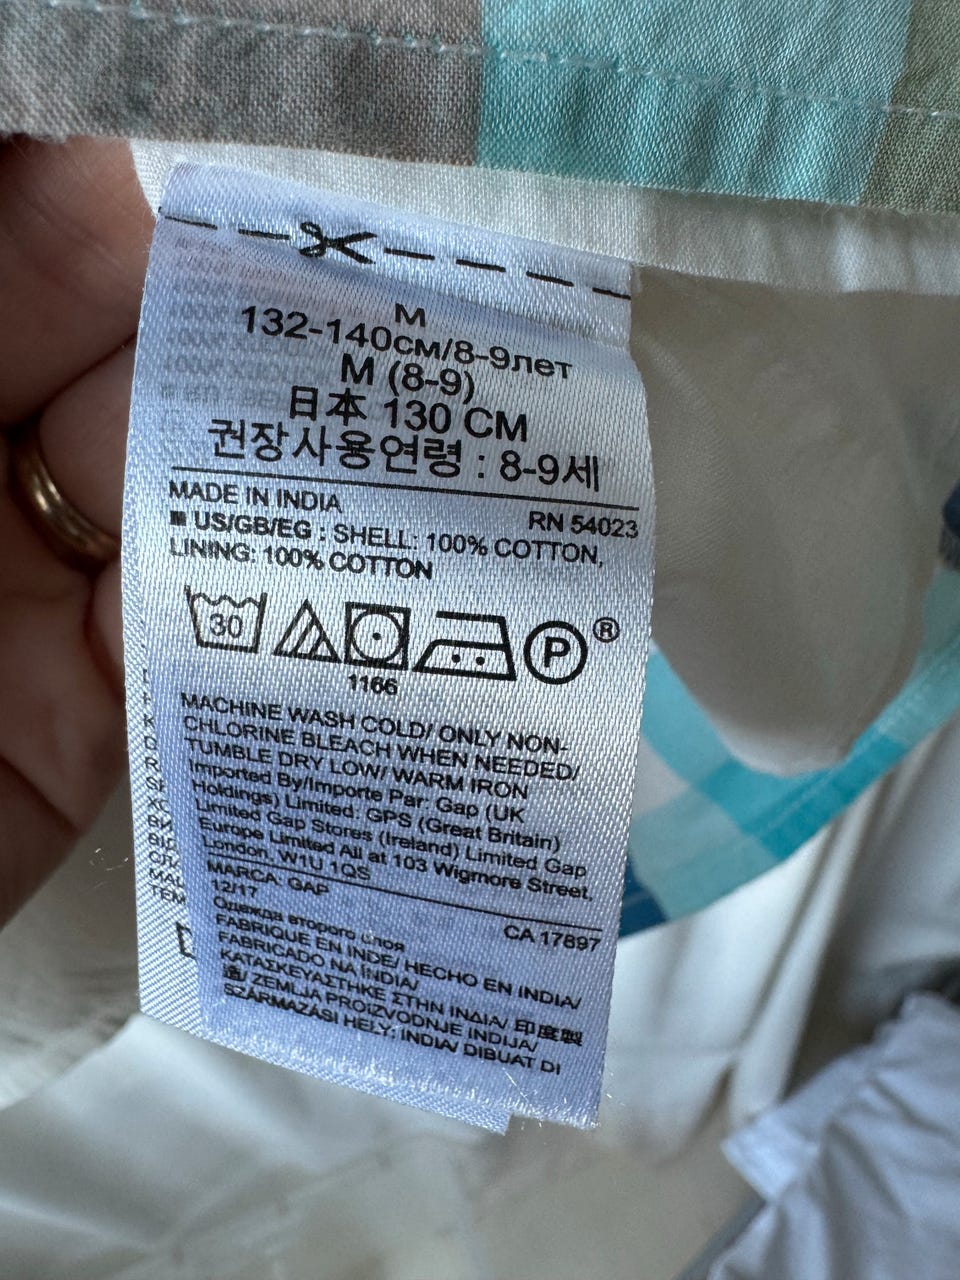 M
132-140см/8-9лет
M (8-9)
日本 130 CM
권장사용연령 : 8-9세
MADE IN INDIA
RN 54023
US/GB/EG : SHELL: 100% COTTON,
LINING: 100% COTTON
30
P ®
1166
MACHINE WASH COLD/ ONLY NON-
CHLORINE BLEACH WHEN NEEDED/
TUMBLE DRY LOW/ WARM IRON
Imported By/Importe Par: Gap (UK
Holdings) Limited: GPS (Great Britain)
Limited Gap Stores (Ireland) Limited Gap
Europe Limited All at 103 Wigmore Street,
London, W1U 1QS
MARCA: GAP
12/17
CA 17897
Одежда второго слоя
FABRIQUE EN INDE/ HECHO EN INDIA/
FABRICADO NA INDIA/
ΚΑΤΑΣΚΕΥΑΣΤΗΚΕ ΣΤΗΝ ΙΝΔΙΑ/ 印度製
造/ ZEMLJA PROIZVODNJE INDIJA/
SZÁRMAZÁSI HELY: INDIA/ DIBUAT DI